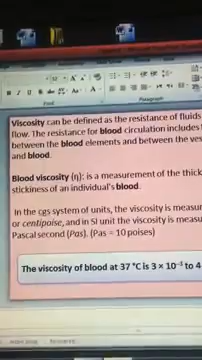 Font
Paragraph
Viscosity can be defined as the resistance of fluids
flow. The resistance for blood circulation includes
between the blood elements and between the
and blood.
Blood viscosity (η): is a measurement of the thick
stickiness of an individual's blood.
In the cgs system of units, the viscosity is measur
or centipoise, and in SI unit the viscosity is measu
Pascal second (Pas). (Pas = 10 poises)
The viscosity of blood at 37 °C is 3 × 10⁻³ to 4